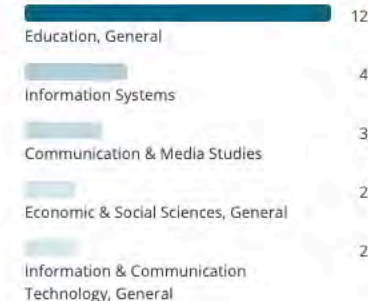 12
Education, General
4
Information Systems
3
Communication & Media Studies
2
Economic & Social Sciences, General
2
Information & Communication
Technology, General